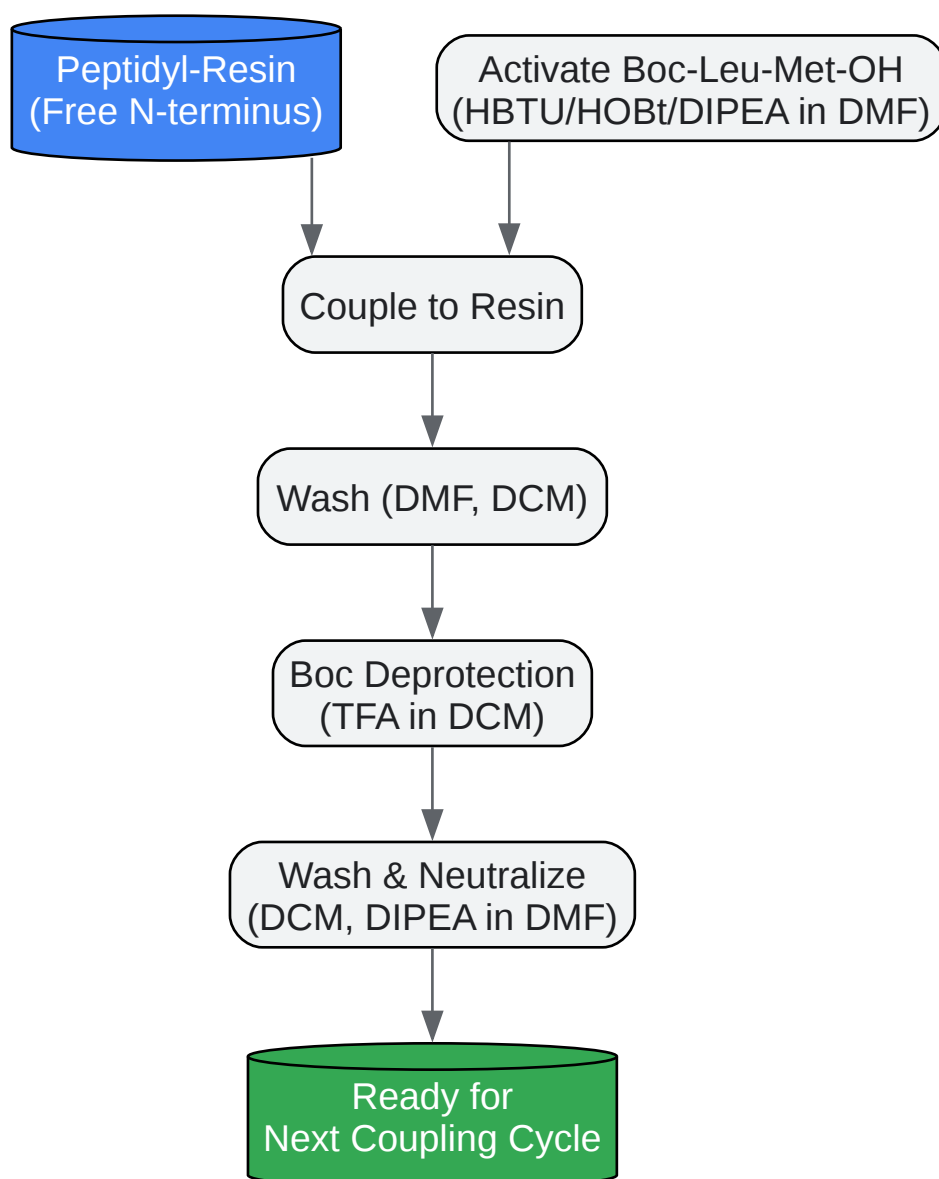 Peptidyl-Resin
(Free N-terminus)
Activate Boc-Leu-Met-OH
(HBTU/HOBt/DIPEA in DMF)
Couple to Resin
Wash (DMF, DCM)
Boc Deprotection
(TFA in DCM)
Wash & Neutralize
(DCM, DIPEA in DMF)
Ready for
Next Coupling Cycle